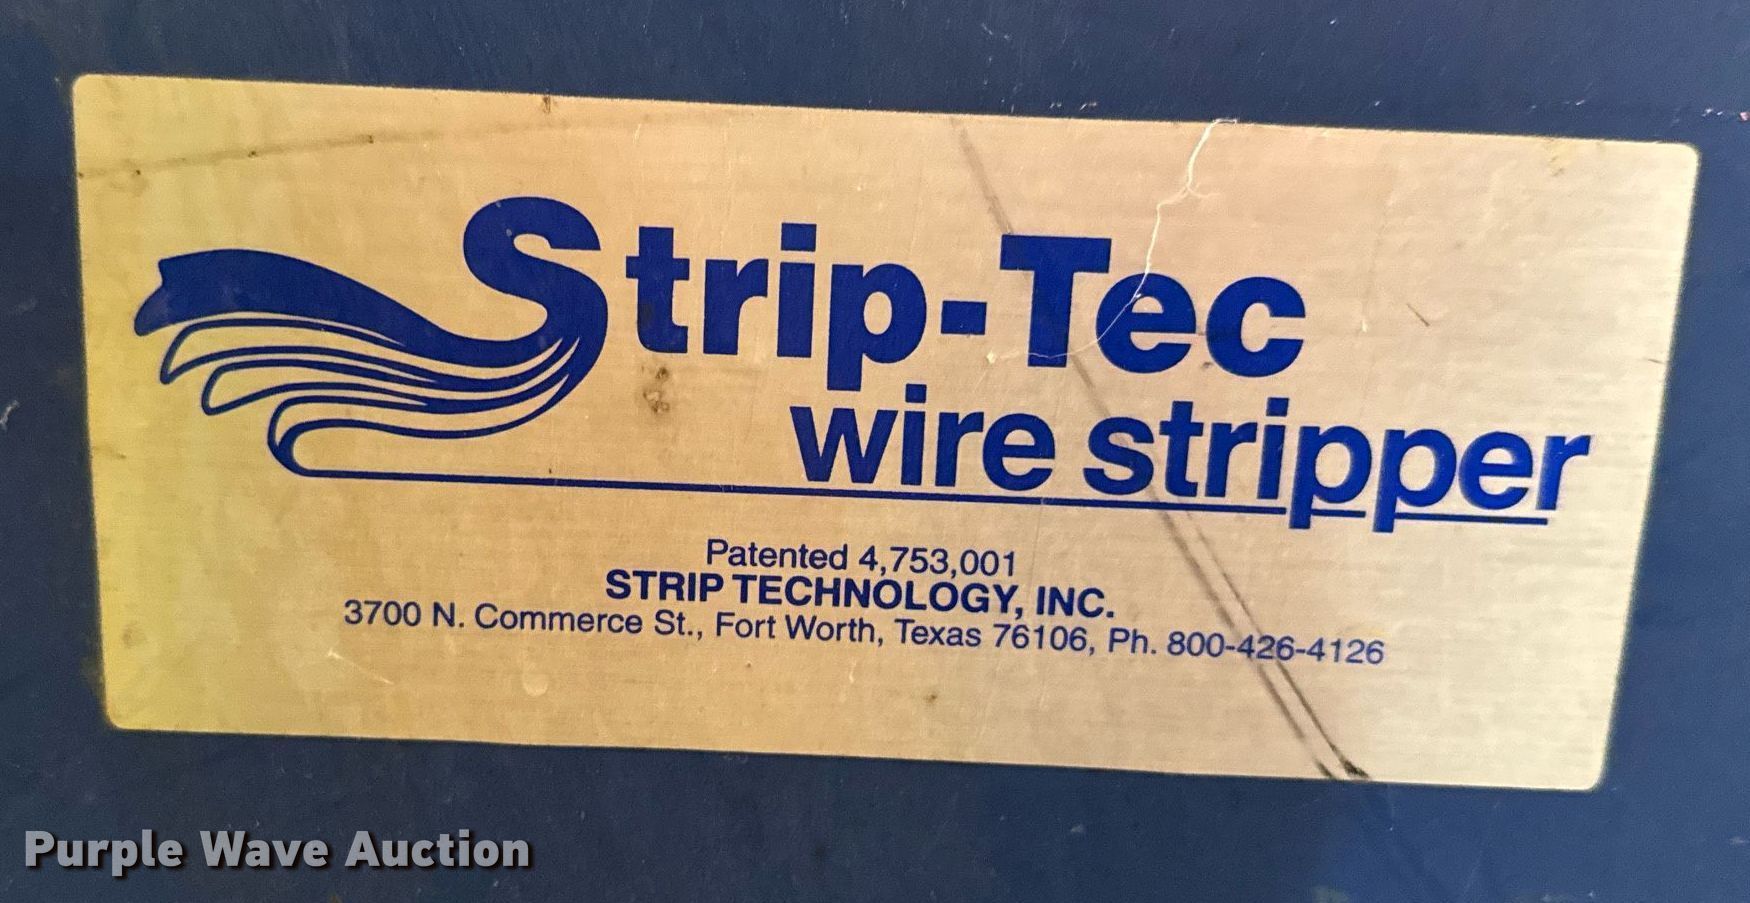 Strip-Tec
wire stripper
Patented 4,753,001
STRIP TECHNOLOGY, INC.
3700 N. Commerce St., Fort Worth, Texas 76106, Ph. 800-426-4126
Purple Wave Auction